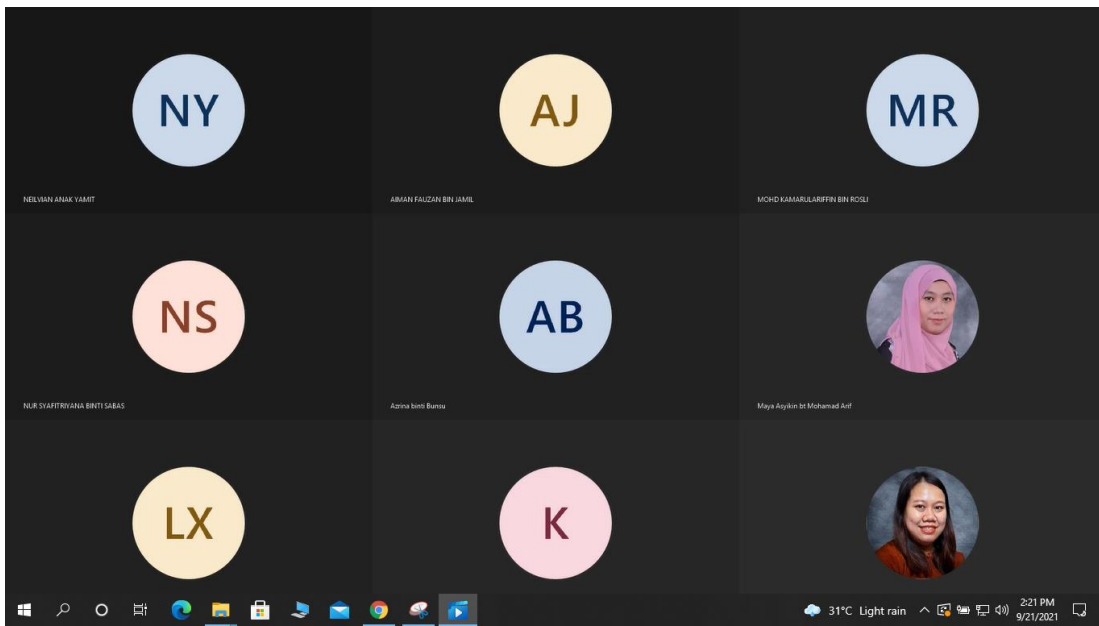 NY
AJ
MR
NEILVIAN ANAK YAMIT
AIMAN FAUZAN BIN JAMIL
MOHD KAMARULARIFFIN BIN ROSLI
NS
AB
NUR SYAFITRIYANA BINTI SABAS
Azrina binti Bunsu
Maya Asyikin bt Mohamad Arif
LX
K
31°C Light rain
2:21 PM
9/21/2021